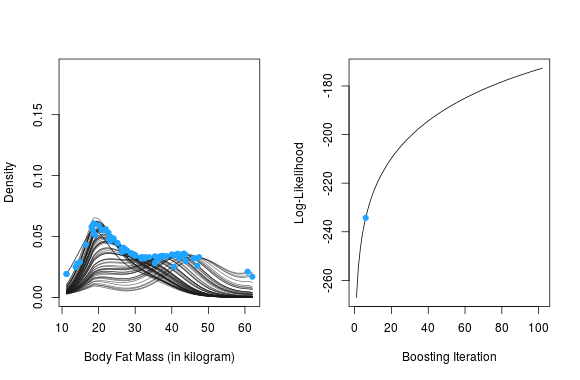 Density
0.00 0.05 0.10 0.15
10 20 30 40 50 60
Body Fat Mass (in kilogram)
Log-Likelihood
-260 -240 -220 -200 -180
0 20 40 60 80 100
Boosting Iteration